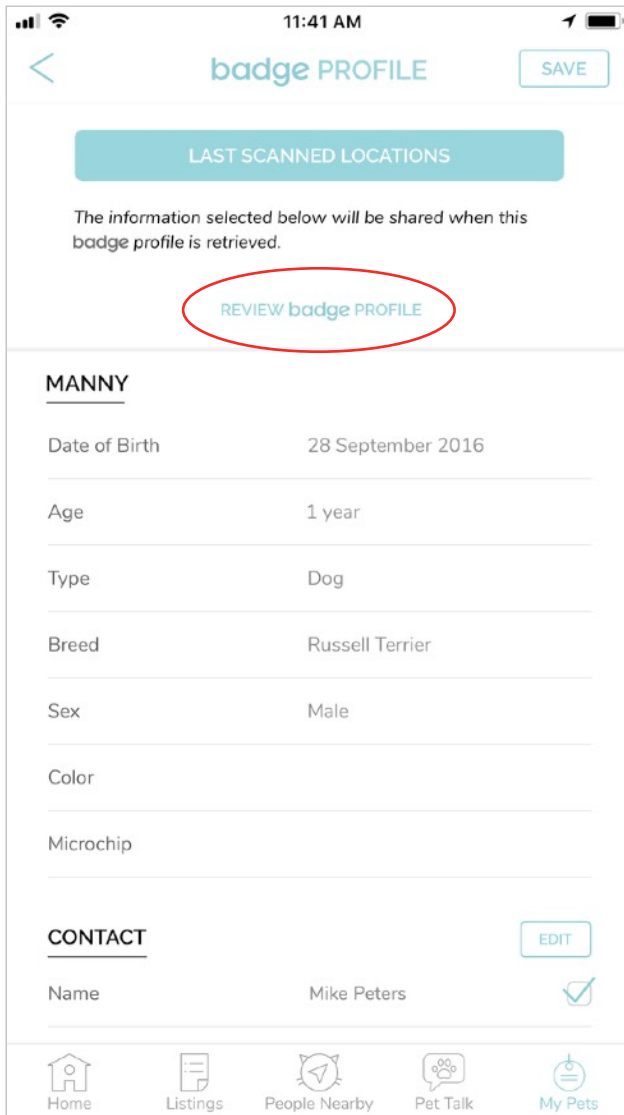 11:41 AM
badge PROFILE
SAVE
LAST SCANNED LOCATIONS
The information selected below will be shared when this
badge profile is retrieved.
REVIEW badge PROFILE
MANNY
Date of Birth 28 September 2016
Age 1 year
Type Dog
Breed Russell Terrier
Sex Male
Color
Microchip
CONTACT EDIT
Name Mike Peters
Home Listings People Nearby Pet Talk My Pets